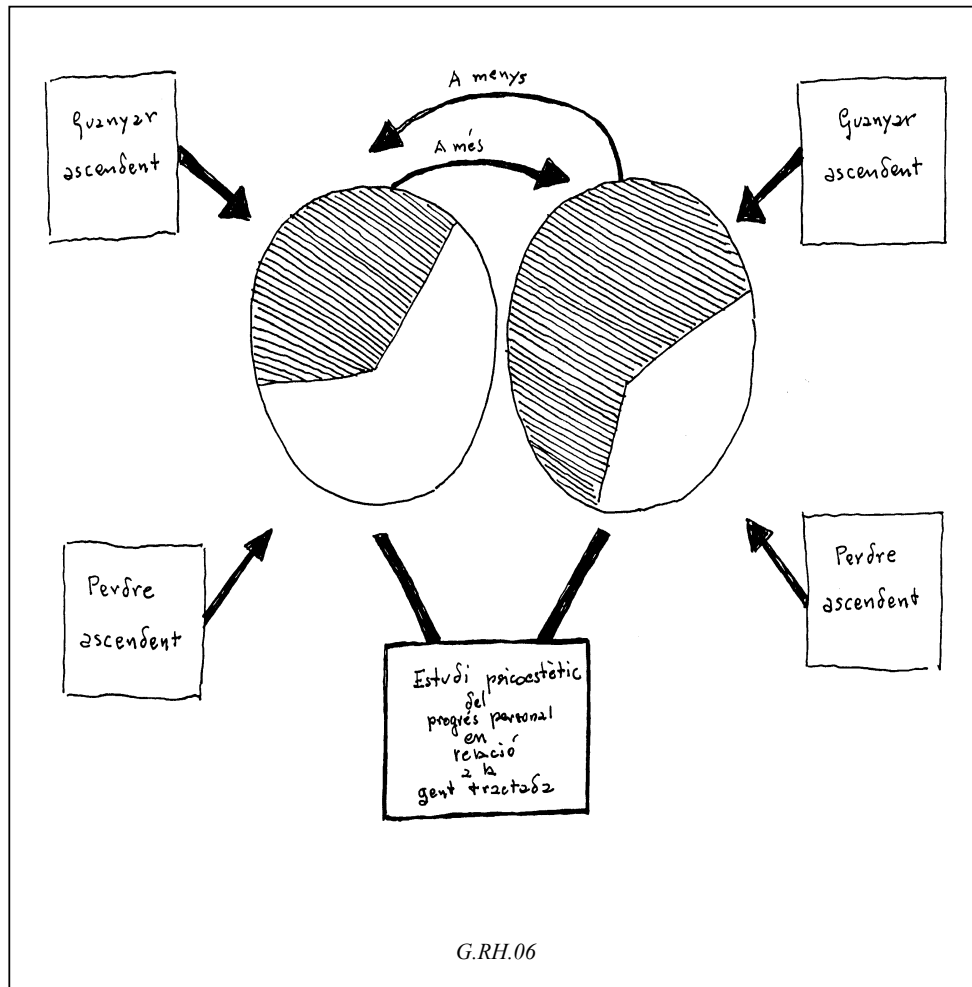 A menys
A més
Guanyar
ascendent
Guanyar
ascendent
Perdre
ascendent
Perdre
ascendent
Estudi psicoestètic
del
progrés personal
en
relació
a la
gent tractada
G.RH.06